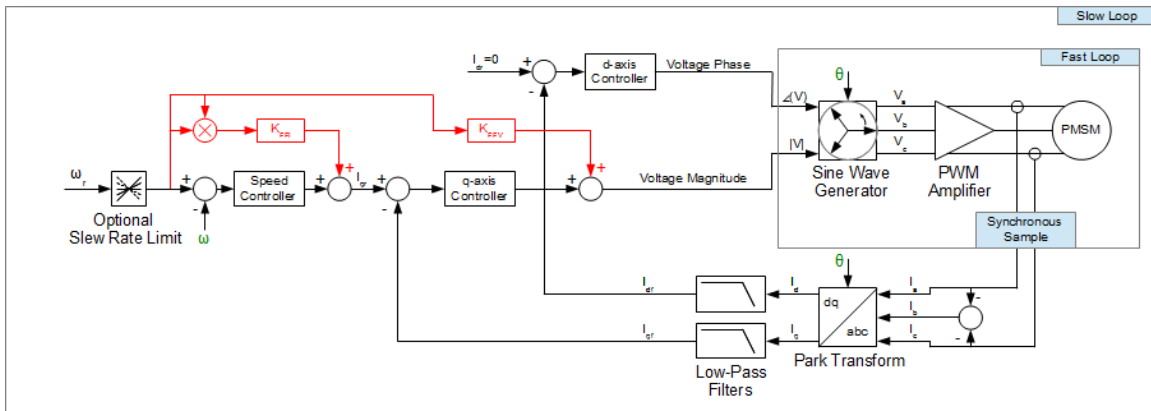 Slow Loop
Fast Loop
I_dr=0
+
-
d-axis
Controller
Voltage Phase
θ
∠(V)
V_a
V_b
V_c
PMSM
|V|
Sine Wave
Generator
PWM
Amplifier
K_FFI
K_FFV
+
+
ω_r
+
-
Speed
Controller
+
I_qr
+
-
q-axis
Controller
+
Voltage Magnitude
Optional
Slew Rate Limit
ω
Synchronous
Sample
θ
I_dr
I_d
dq
abc
I_a
-
I_b
-
I_c
I_qr
I_q
Low-Pass
Filters
Park Transform